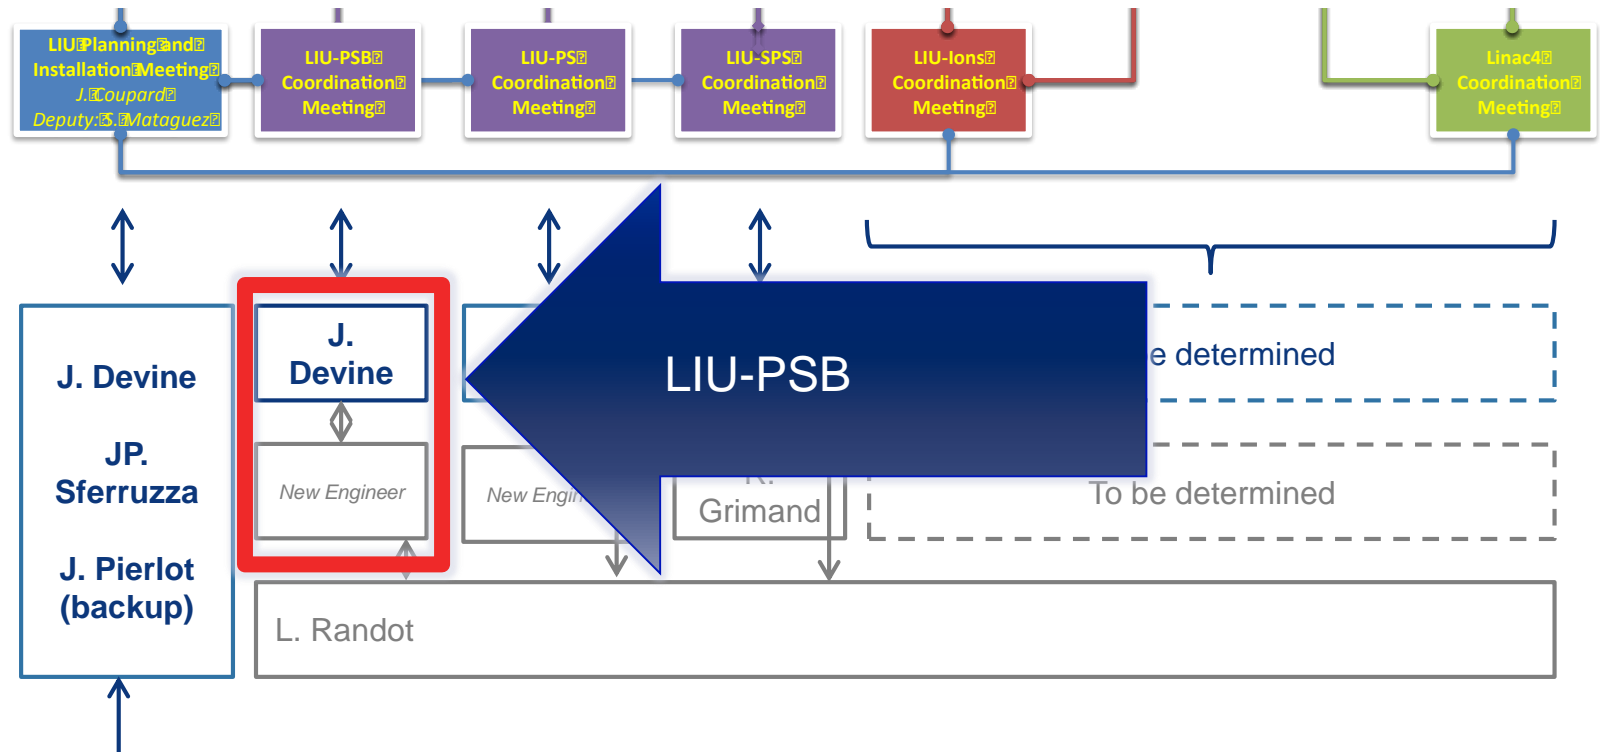 LIU Planning and
Installation Meeting
J. Coupard
Deputy: S. Mataguez
LIU-PSB
Coordination
Meeting
LIU-PS
Coordination
Meeting
LIU-SPS
Coordination
Meeting
LIU-Ions
Coordination
Meeting
Linac4
Coordination
Meeting
J. Devine
JP.
Sferruzza
J. Pierlot
(backup)
J.
Devine
New Engineer
LIU-PSB
determined
New
Grimand
To be determined
L. Randot